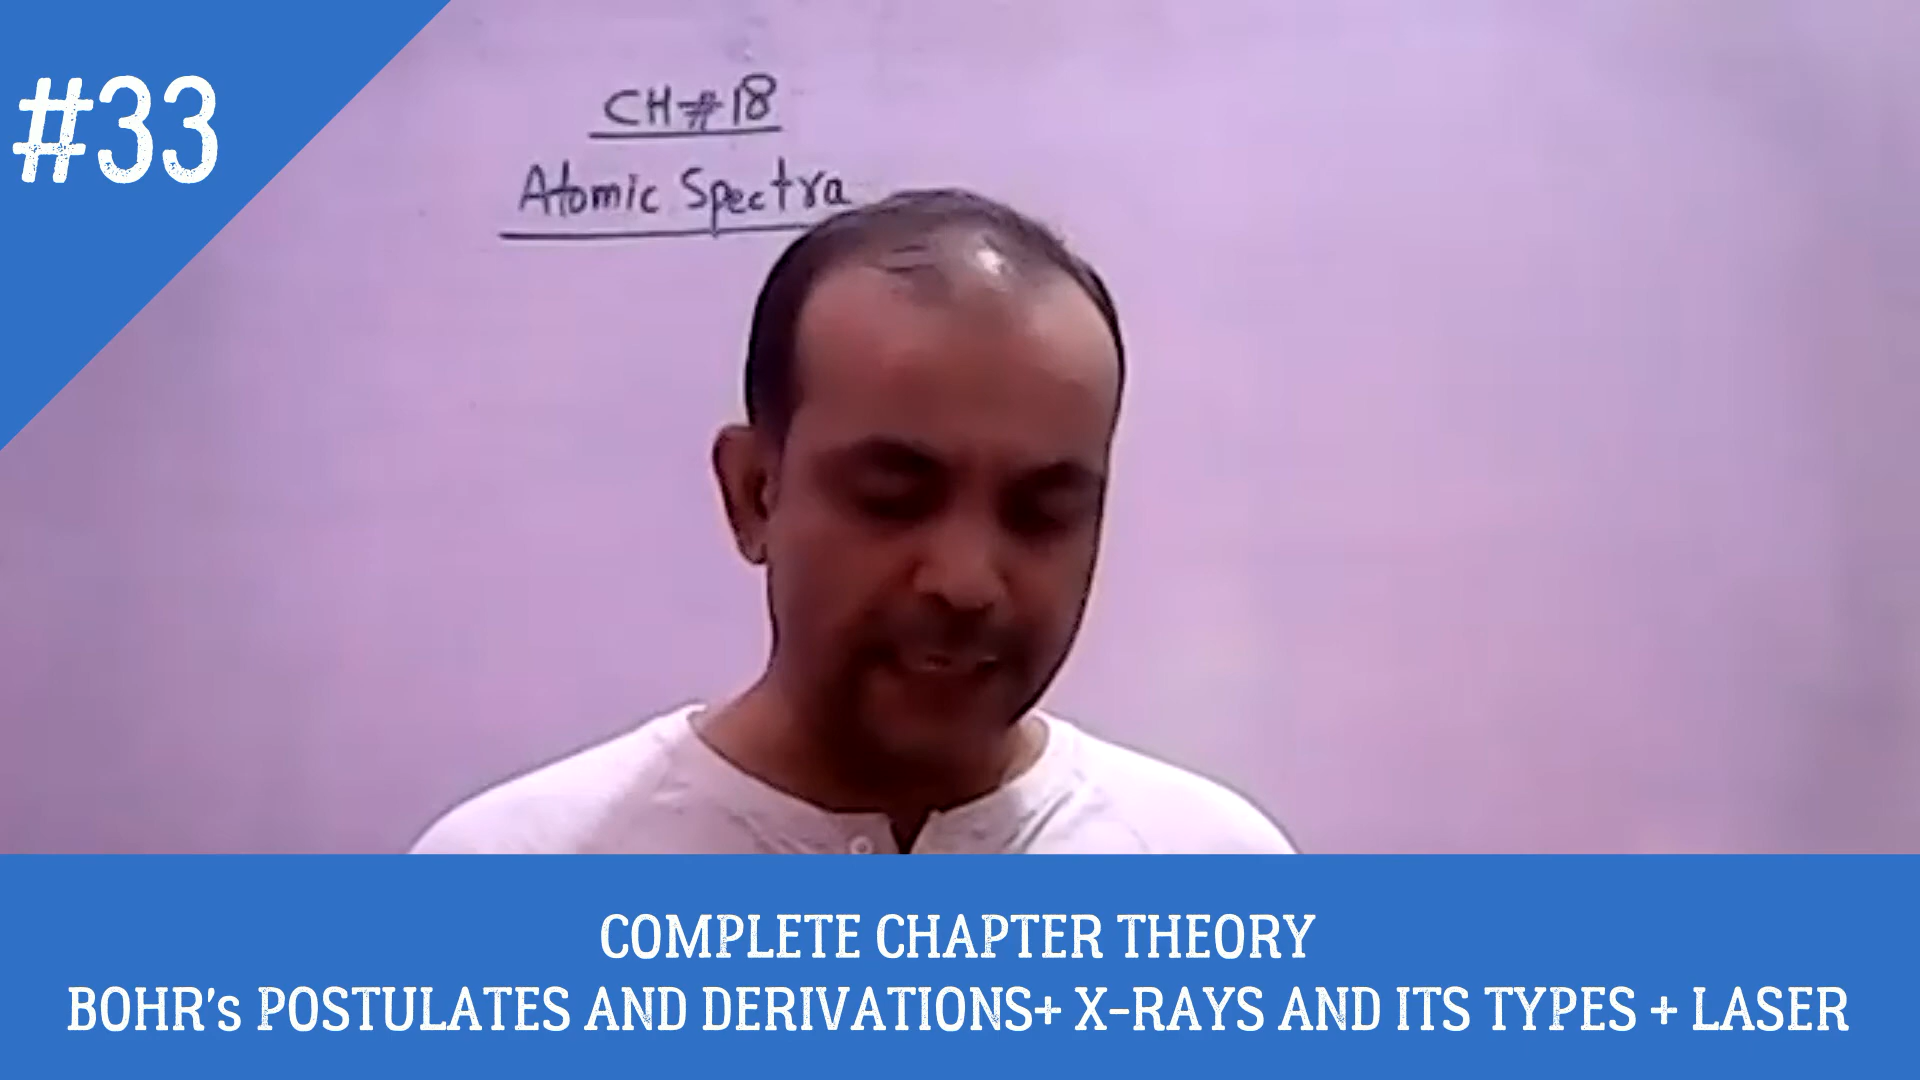 #33
CH#18
Atomic Spectra
COMPLETE CHAPTER THEORY
BOHR's POSTULATES AND DERIVATIONS+ X-RAYS AND ITS TYPES + LASER